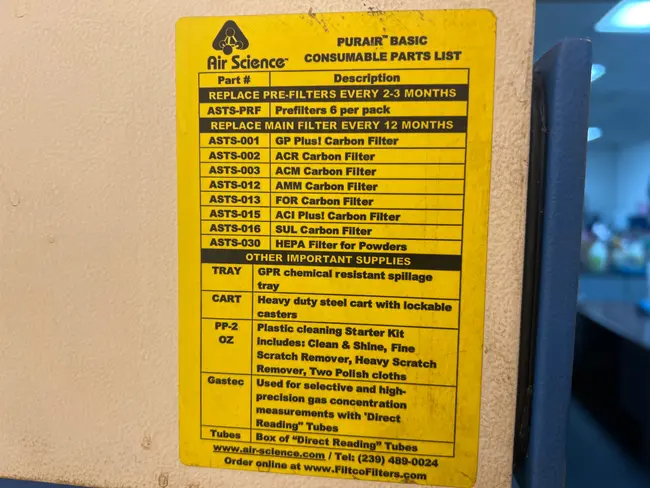 PURAIR™ BASIC
Air Science™ CONSUMABLE PARTS LIST
Part # Description
REPLACE PRE-FILTERS EVERY 2-3 MONTHS
ASTS-PRF Prefilters 6 per pack
REPLACE MAIN FILTER EVERY 12 MONTHS
ASTS-001 GP Plus! Carbon Filter
ASTS-002 ACR Carbon Filter
ASTS-003 ACM Carbon Filter
ASTS-012 AMM Carbon Filter
ASTS-013 FOR Carbon Filter
ASTS-015 ACI Plus! Carbon Filter
ASTS-016 SUL Carbon Filter
ASTS-030 HEPA Filter for Powders
OTHER IMPORTANT SUPPLIES
TRAY GPR chemical resistant spillage
tray
CART Heavy duty steel cart with lockable
casters
PP-2 Plastic cleaning Starter Kit
OZ Includes: Clean & Shine, Fine
Scratch Remover, Heavy Scratch
Remover, Two Polish cloths
Gastec Used for selective and high-
precision gas concentration
measurements with 'Direct
Reading" Tubes
Tubes Box of “Direct Reading” Tubes
www.air-science.com / Tel: (239) 489-0024
Order online at www.FiltcoFilters.com